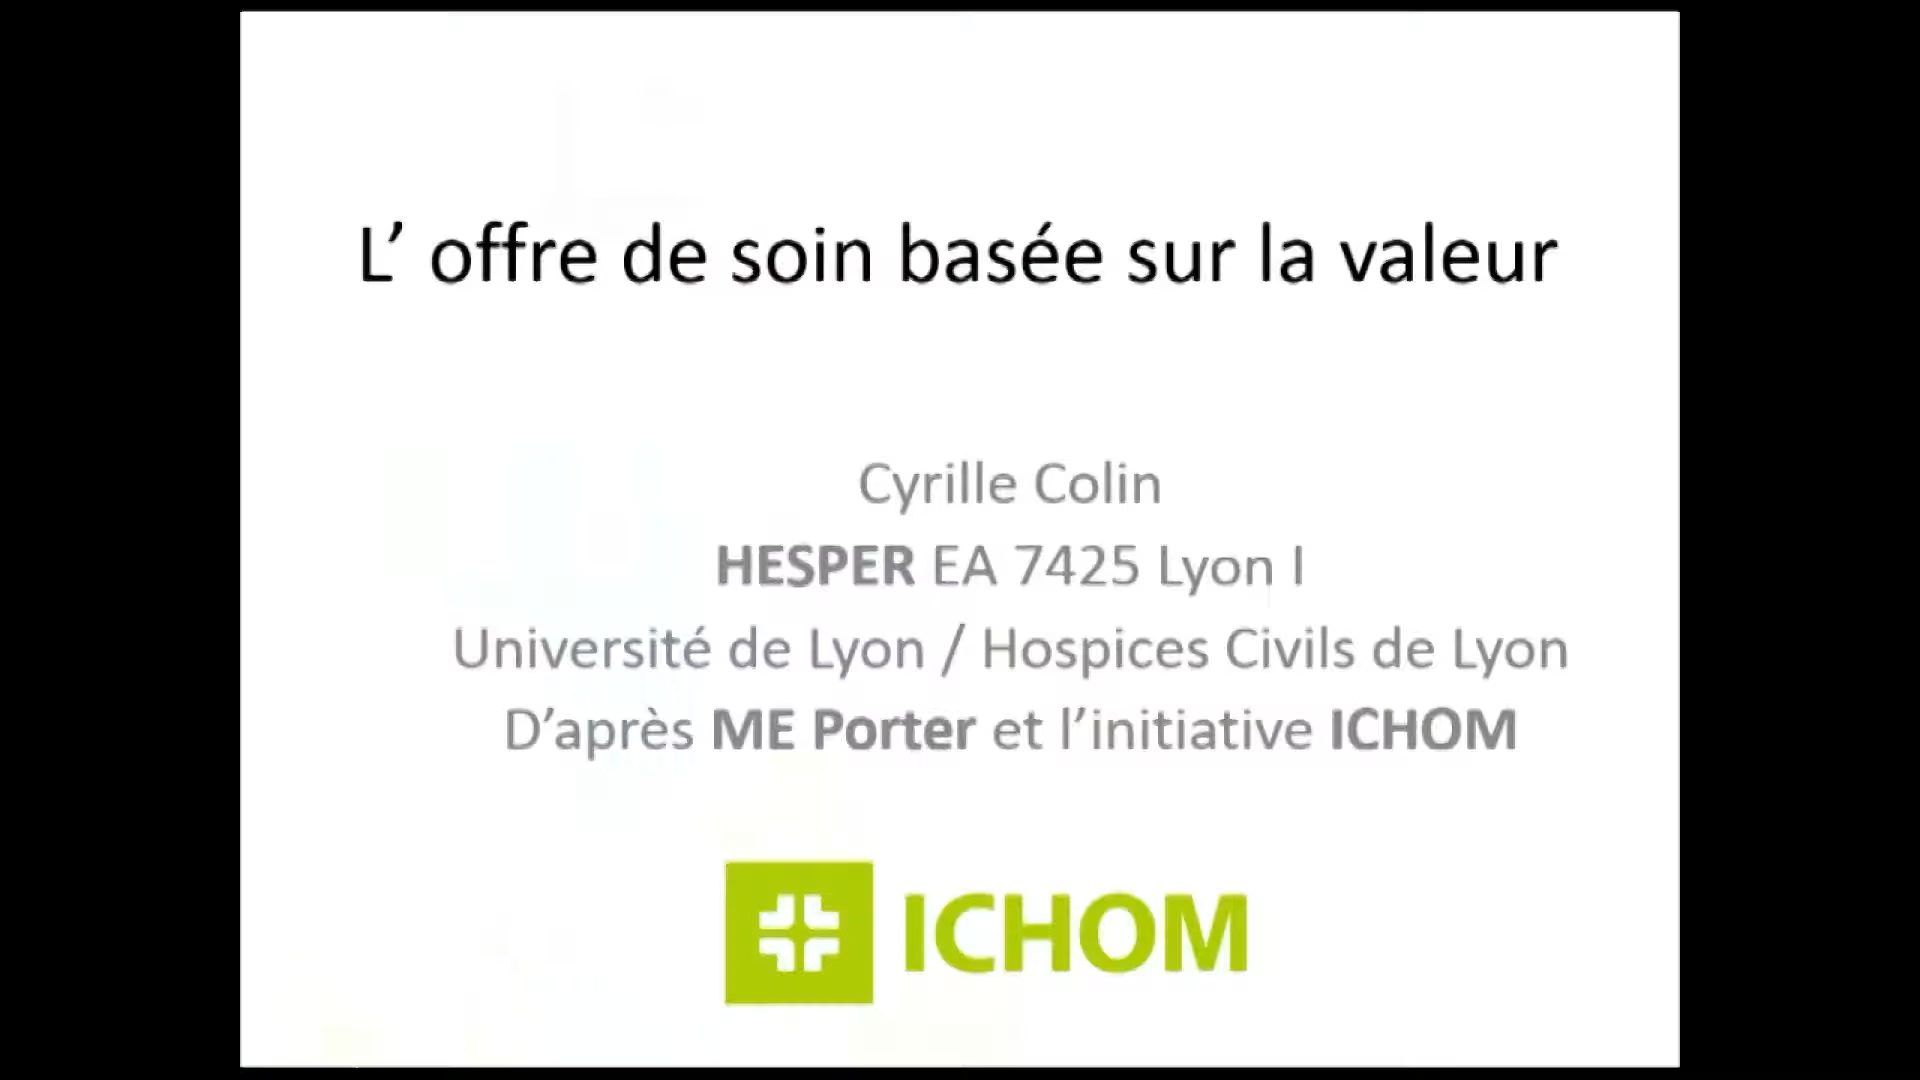 L’ offre de soin basée sur la valeur
Cyrille Colin
HESPER EA 7425 Lyon I
Université de Lyon / Hospices Civils de Lyon
D’après ME Porter et l’initiative ICHOM
ICHOM